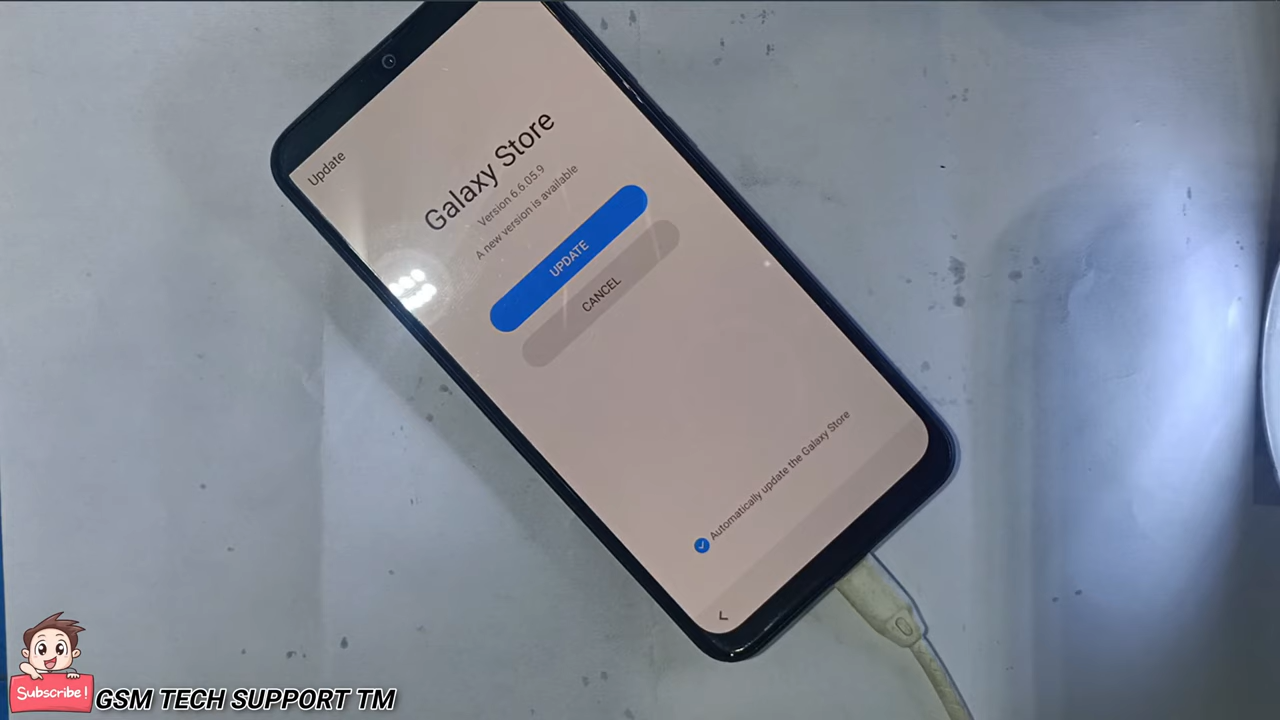 Update
Galaxy Store
Version 6.6.05.9
A new version is available
UPDATE
CANCEL
Automatically update the Galaxy Store
Subscribe!
GSM TECH SUPPORT TM